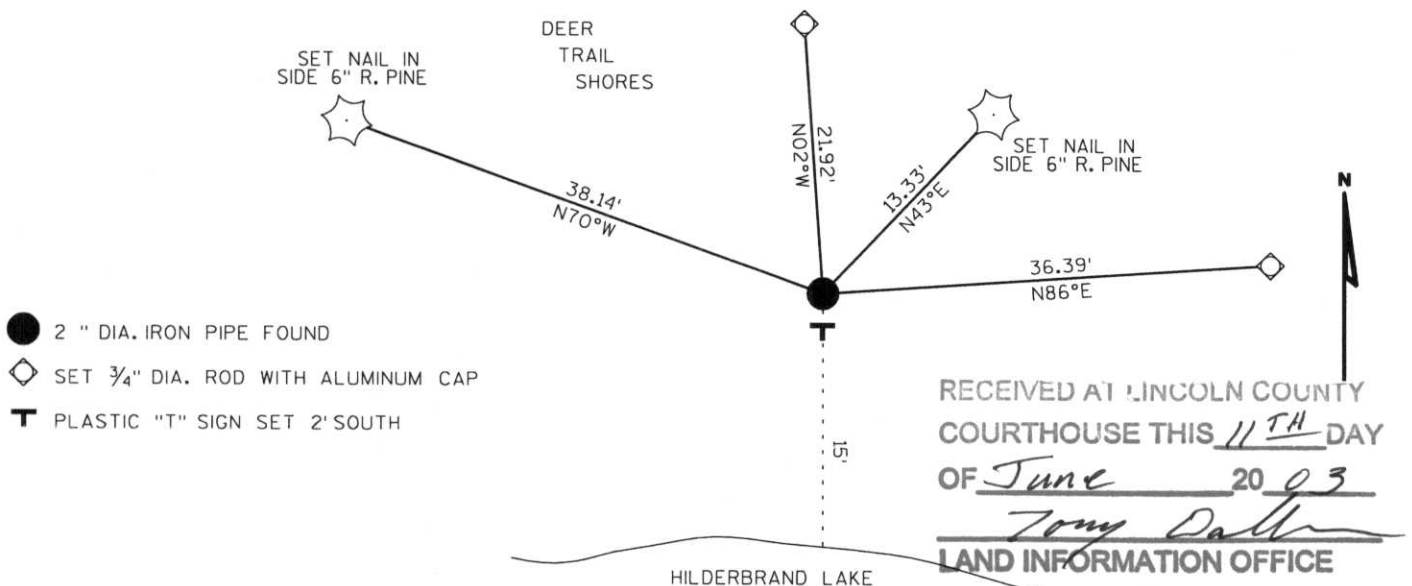 DEER
TRAIL
SHORES
SET NAIL IN
SIDE 6" R. PINE
38.14'
N70°W
21.92'
N02°W
13.33'
N43°E
SET NAIL IN
SIDE 6" R. PINE
36.39'
N86°E
N
2 " DIA. IRON PIPE FOUND
SET ¾" DIA. ROD WITH ALUMINUM CAP
T PLASTIC "T" SIGN SET 2' SOUTH
T
15'
HILDERBRAND LAKE
RECEIVED AT LINCOLN COUNTY
COURTHOUSE THIS 11TH DAY
OF June 20 03
Tony
LAND INFORMATION OFFICE